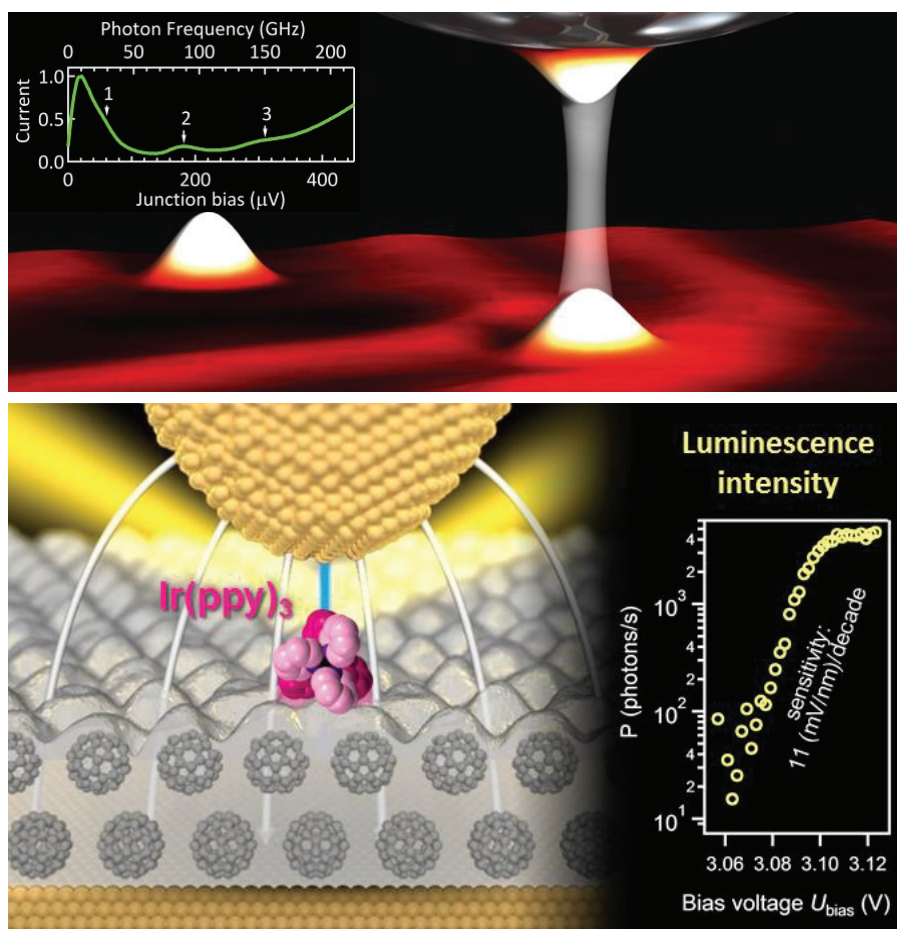 Photon Frequency (GHz)
0 50 100 150 200
1.0
0.5
0.0
Current
1
2
3
0 200 400
Junction bias (μV)
Luminescence
intensity
Ir(ppy)₃
4
2
10³
4
2
10²
4
2
10¹
P (photons/s)
sensitivity:
11 (mV/nm)/decade
3.06 3.08 3.10 3.12
Bias voltage U_bias (V)